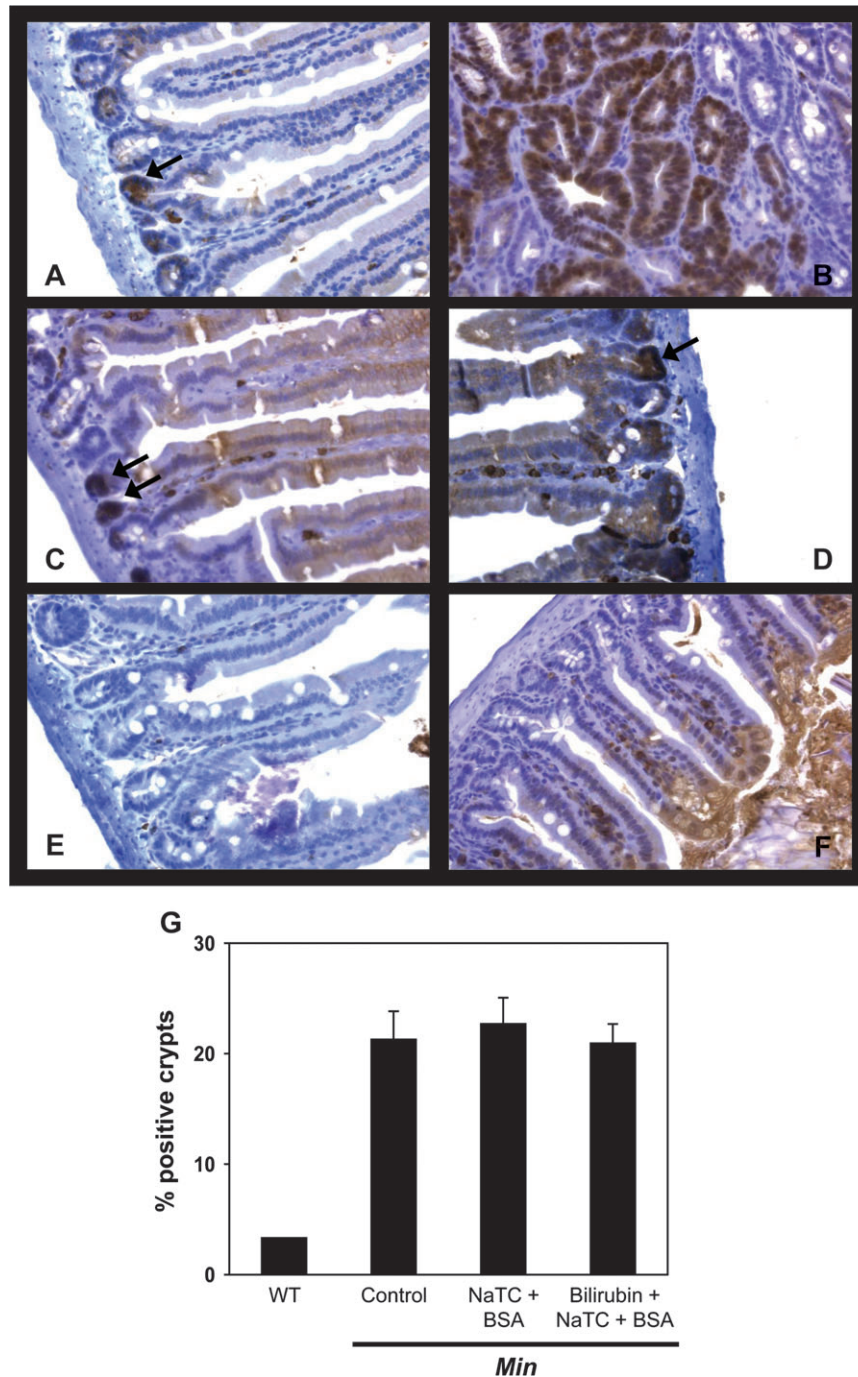 A
B
C
D
E
F
G
30
20
10
0
% positive crypts
WT
Control
NaTC +
BSA
Bilirubin +
NaTC + BSA
Min